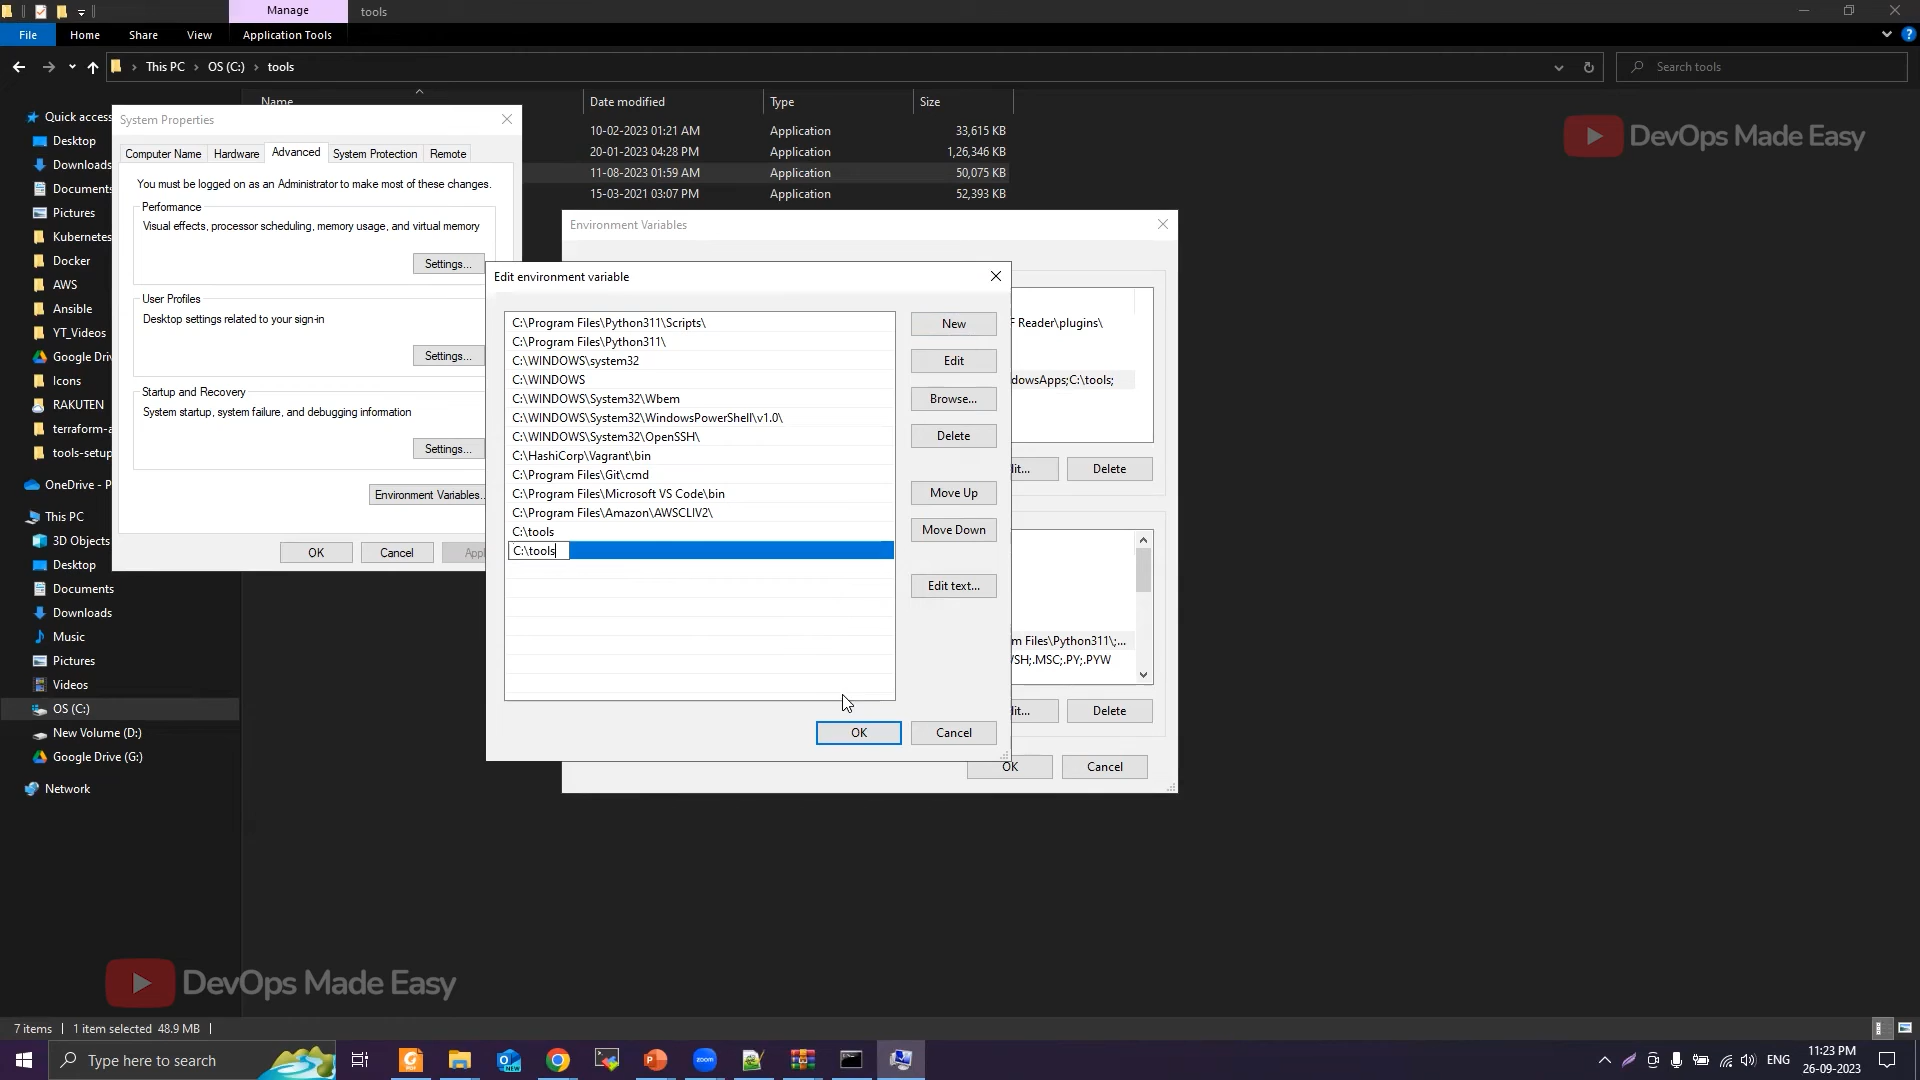 Manage
tools
File
Home
Share
View
Application Tools
This PC
OS (C:)
tools
Search tools
Name
Date modified
Type
Size
10-02-2023 01:21 AM
Application
33,615 KB
20-01-2023 04:28 PM
Application
1,26,346 KB
11-08-2023 01:59 AM
Application
50,075 KB
15-03-2021 03:07 PM
Application
52,393 KB
DevOps Made Easy
Quick access
Desktop
Downloads
Documents
Pictures
Kubernetes
Docker
AWS
Ansible
YT_Videos
Google Driv
Icons
RAKUTEN
terraform-a
tools-setup
OneDrive - P
This PC
3D Objects
Desktop
Documents
Downloads
Music
Pictures
Videos
OS (C:)
New Volume (D:)
Google Drive (G:)
Network
System Properties
Computer Name
Hardware
Advanced
System Protection
Remote
You must be logged on as an Administrator to make most of these changes.
Performance
Visual effects, processor scheduling, memory usage, and virtual memory
Settings...
User Profiles
Desktop settings related to your sign-in
Settings...
Startup and Recovery
System startup, system failure, and debugging information
Settings...
Environment Variables..
OK
Cancel
Appl
Environment Variables
F Reader\plugins\
dowsApps;C:\tools;
lit...
Delete
m Files\Python311\;...
/SH;.MSC;.PY;.PYW
lit...
Delete
OK
Cancel
Edit environment variable
C:\Program Files\Python311\Scripts\
C:\Program Files\Python311\
C:\WINDOWS\system32
C:\WINDOWS
C:\WINDOWS\System32\Wbem
C:\WINDOWS\System32\WindowsPowerShell\v1.0\
C:\WINDOWS\System32\OpenSSH\
C:\HashiCorp\Vagrant\bin
C:\Program Files\Git\cmd
C:\Program Files\Microsoft VS Code\bin
C:\Program Files\Amazon\AWSCLIV2\
C:\tools
C:\tools
New
Edit
Browse...
Delete
Move Up
Move Down
Edit text...
OK
Cancel
DevOps Made Easy
7 items
1 item selected 48.9 MB
Type here to search
NEW
zoom
ENG
11:23 PM
26-09-2023